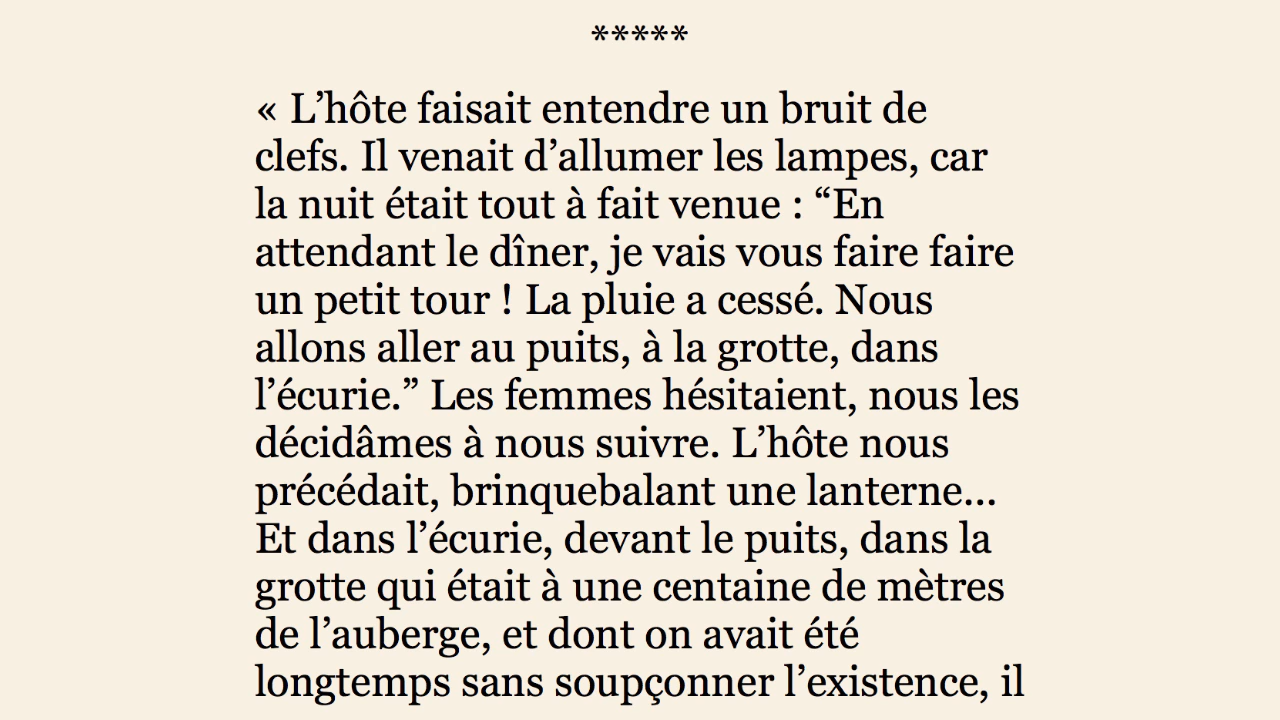 *****
« L’hôte faisait entendre un bruit de
clefs. Il venait d’allumer les lampes, car
la nuit était tout à fait venue : “En
attendant le dîner, je vais vous faire faire
un petit tour ! La pluie a cessé. Nous
allons aller au puits, à la grotte, dans
l’écurie.” Les femmes hésitaient, nous les
décidâmes à nous suivre. L’hôte nous
précédait, brinquebalant une lanterne...
Et dans l’écurie, devant le puits, dans la
grotte qui était à une centaine de mètres
de l’auberge, et dont on avait été
longtemps sans soupçonner l’existence, il